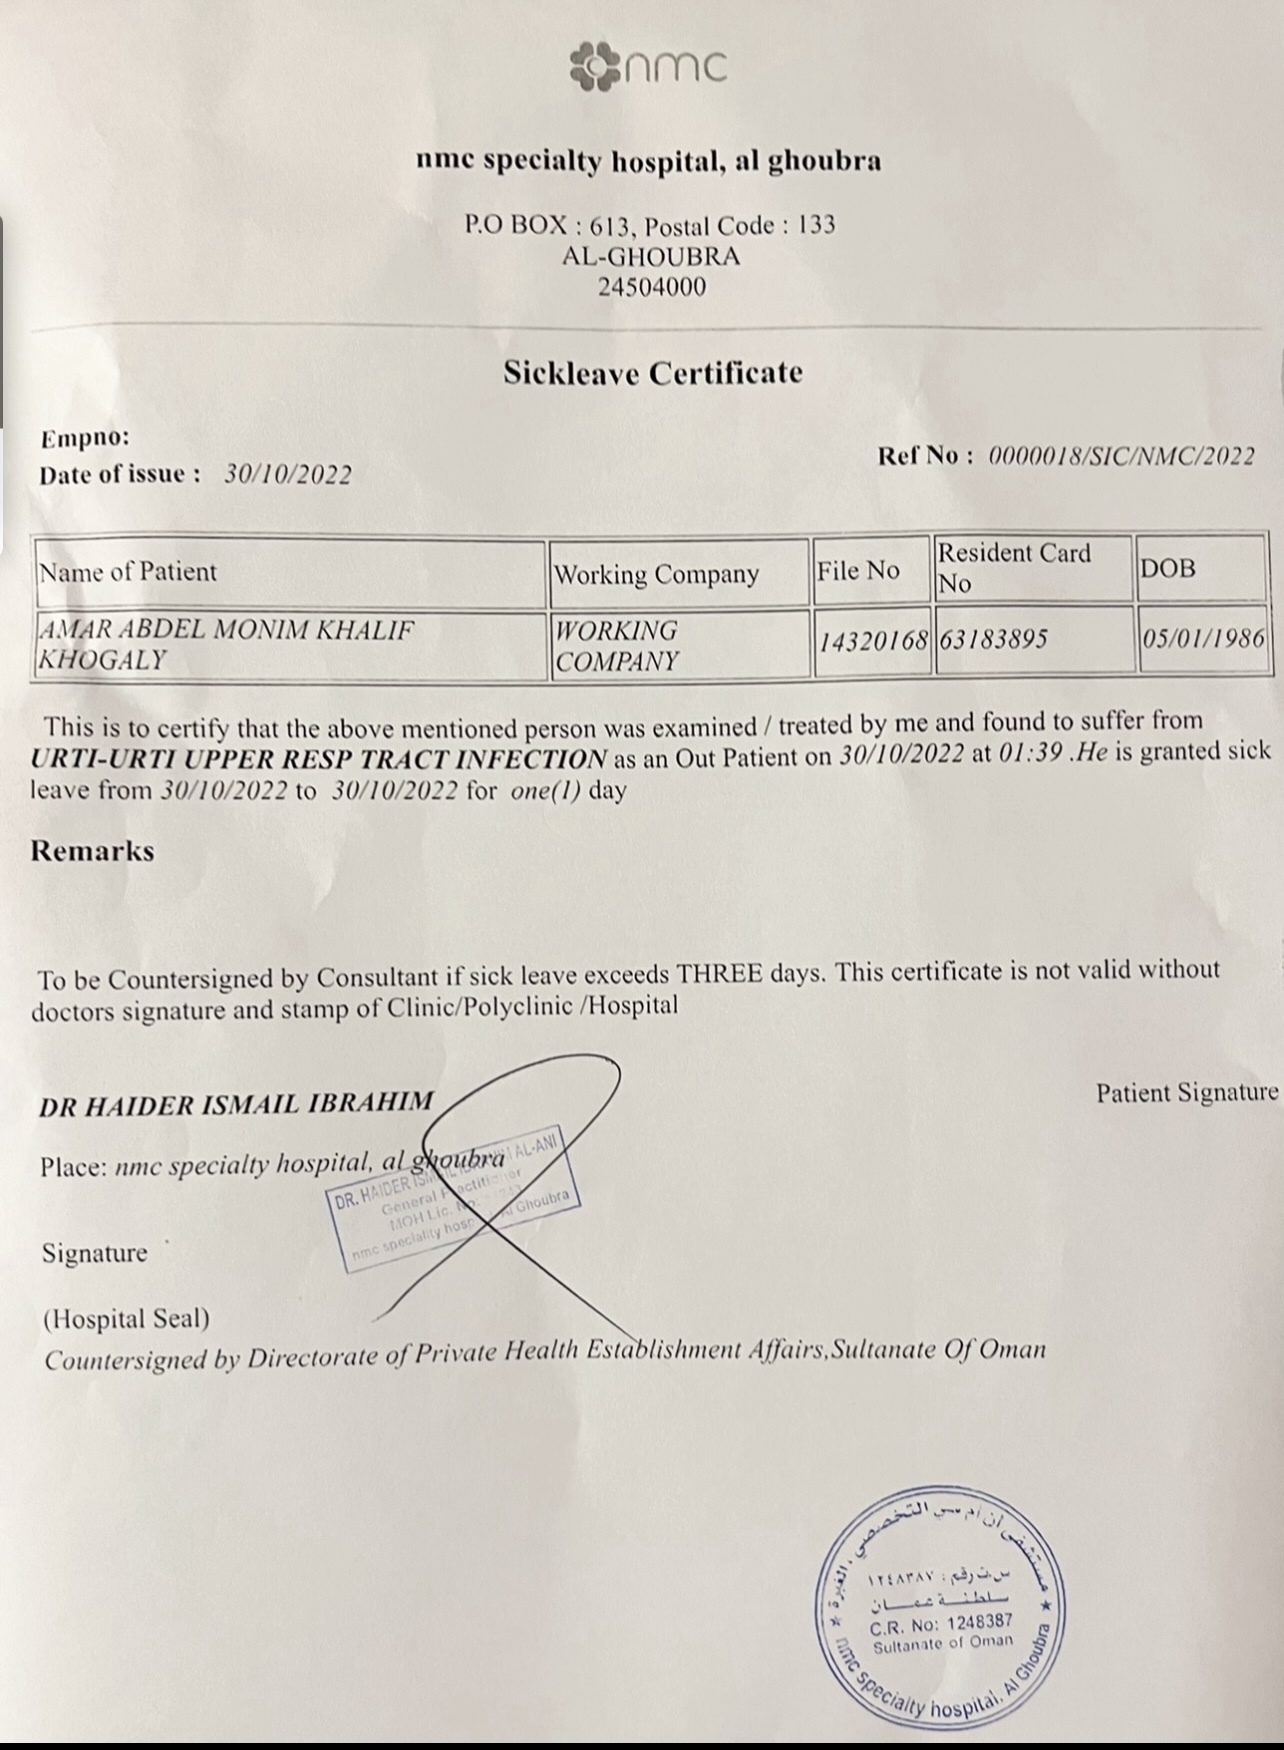 nmc
nmc specialty hospital, al ghoubra
P.O BOX : 613, Postal Code : 133
AL-GHOUBRA
24504000
Sickleave Certificate
Empno:
Date of issue : 30/10/2022
Ref No : 0000018/SIC/NMC/2022
Name of Patient Working Company File No Resident Card No DOB
AMAR ABDEL MONIM KHALIF KHOGALY WORKING COMPANY 14320168 63183895 05/01/1986
This is to certify that the above mentioned person was examined / treated by me and found to suffer from
URTI-URTI UPPER RESP TRACT INFECTION as an Out Patient on 30/10/2022 at 01:39 .He is granted sick
leave from 30/10/2022 to 30/10/2022 for one(1) day
Remarks
To be Countersigned by Consultant if sick leave exceeds THREE days. This certificate is not valid without
doctors signature and stamp of Clinic/Polyclinic /Hospital
DR HAIDER ISMAIL IBRAHIM
Patient Signature
Place: nmc specialty hospital, al ghoubra
DR. HAIDER AL-ANI
General
MOH Lic.
nmc speciality Al Ghoubra
Signature
(Hospital Seal)
Countersigned by Directorate of Private Health Establishment Affairs,Sultanate Of Oman
مستشفى ان ام سي التخصصي ، الغبرة
س.ت رقم : ١٢٤٨٣٨٧
سلطنة عمان
C.R. No: 1248387
Sultanate of Oman
nmc specialty hospital, Al Ghoubra